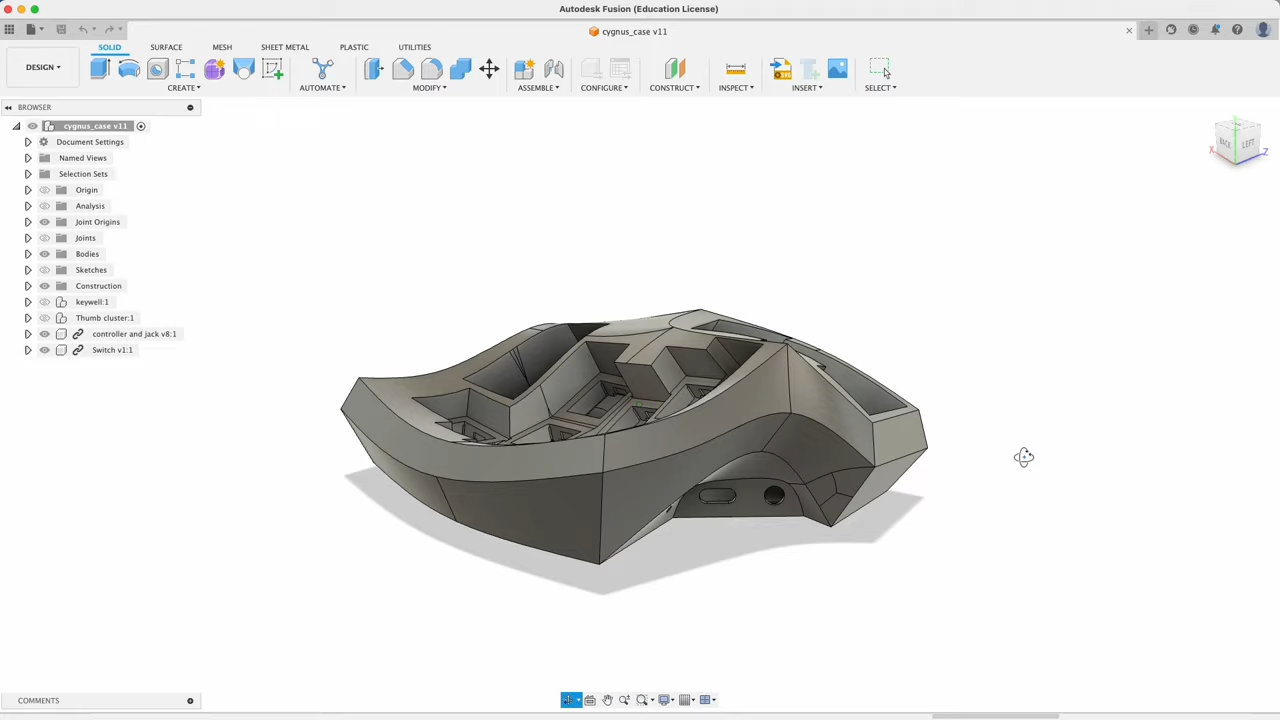 Autodesk Fusion (Education License)
cygnus_case v11
SOLID SURFACE MESH SHEET METAL PLASTIC UTILITIES
DESIGN
CREATE AUTOMATE MODIFY ASSEMBLE CONFIGURE CONSTRUCT INSPECT INSERT SELECT
BROWSER
cygnus_case v11
Document Settings
Named Views
Selection Sets
Origin
Analysis
Joint Origins
Joints
Bodies
Sketches
Construction
keywell:1
Thumb cluster:1
controller and jack v8:1
Switch v1:1
BACK LEFT
X Z
COMMENTS